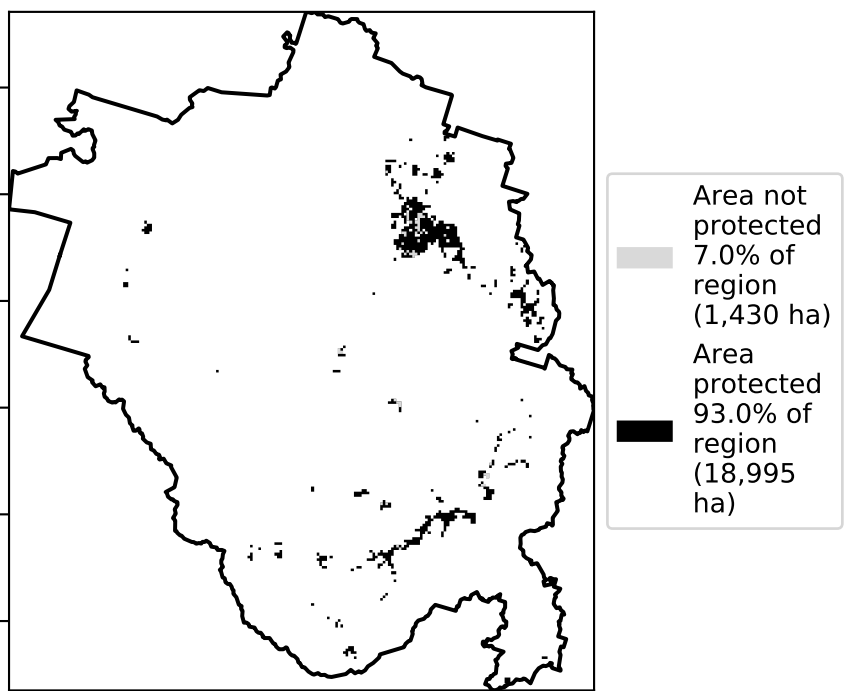 Area not
protected
7.0% of
region
(1,430 ha)
Area
protected
93.0% of
region
(18,995
ha)